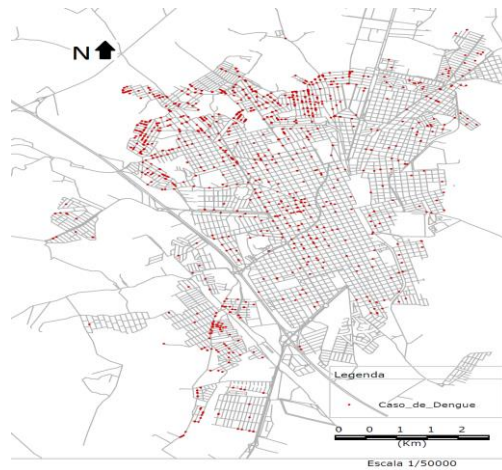 N
Legenda
Caso_de_Dengue
0 0 1 1 2
(Km)
Escala 1/50000